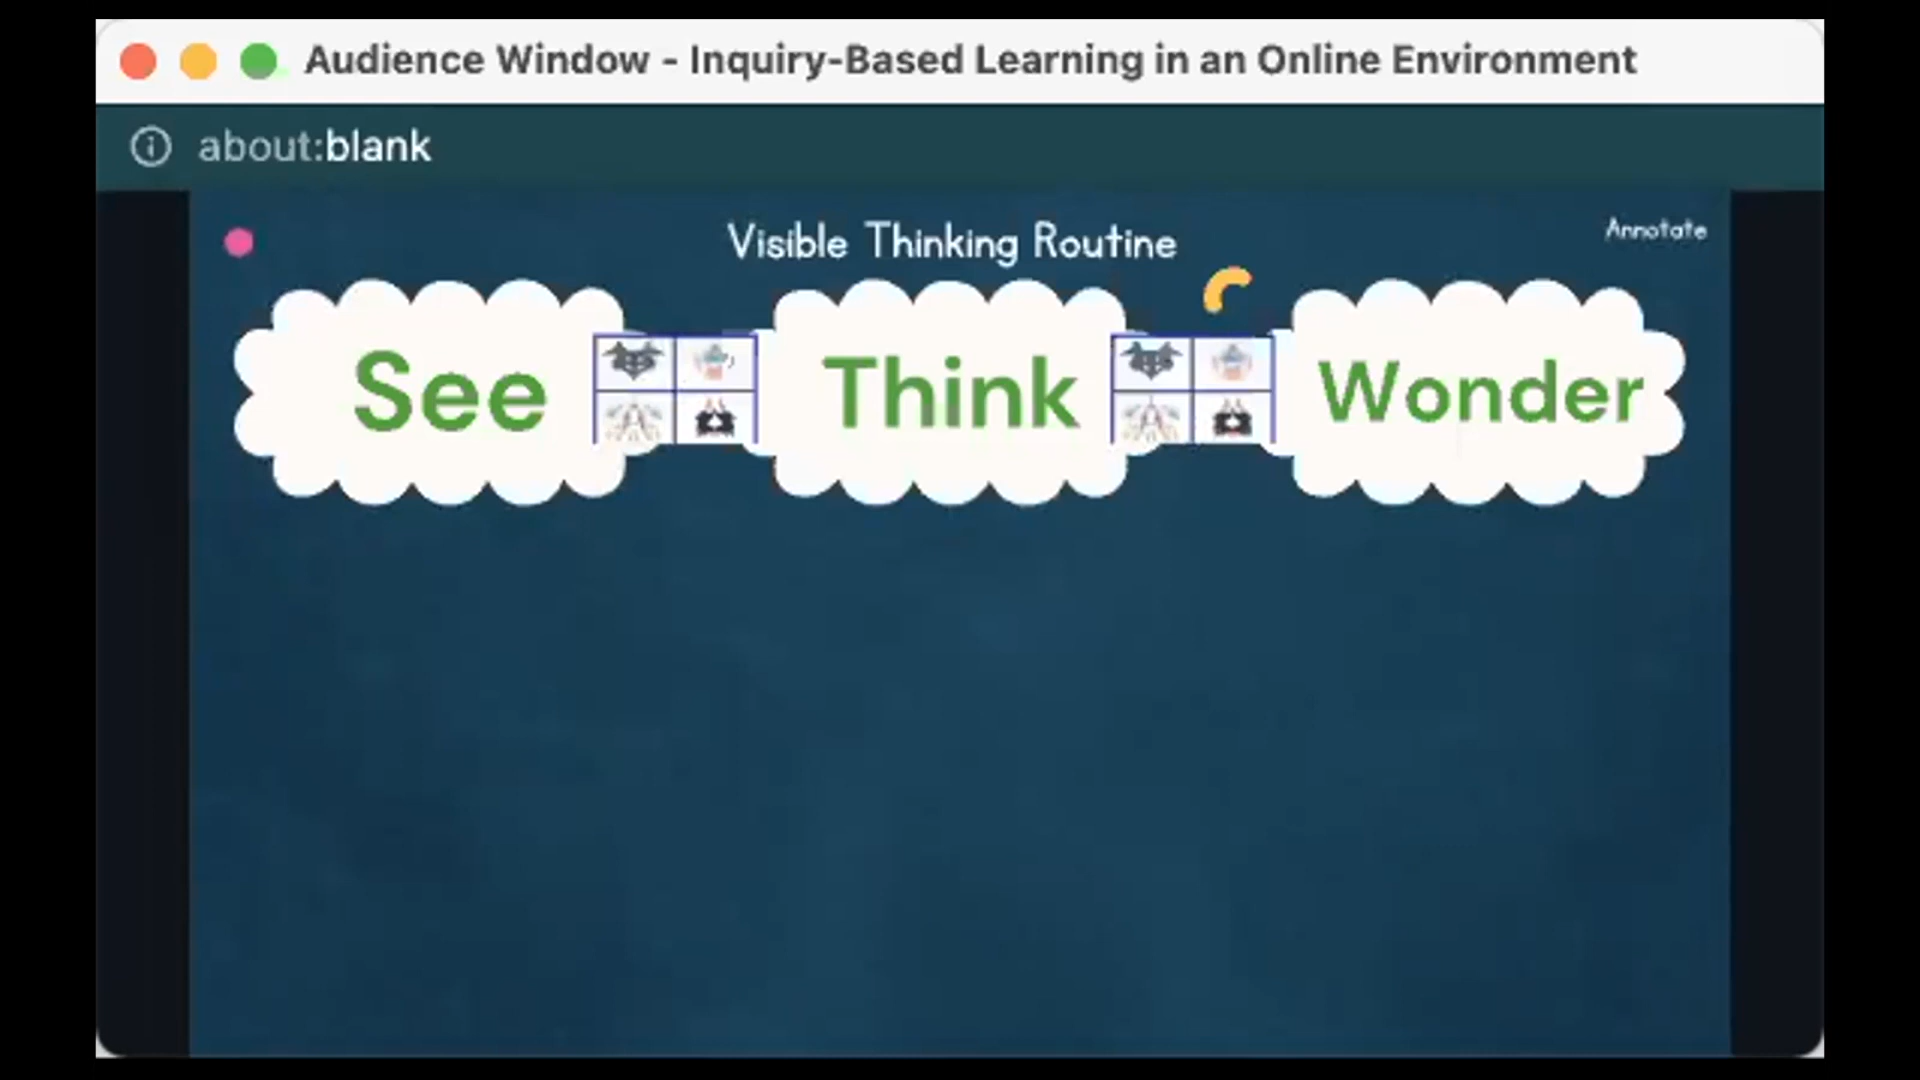 Audience Window - Inquiry-Based Learning in an Online Environment
about:blank
Visible Thinking Routine
Annotate
See
Think
Wonder